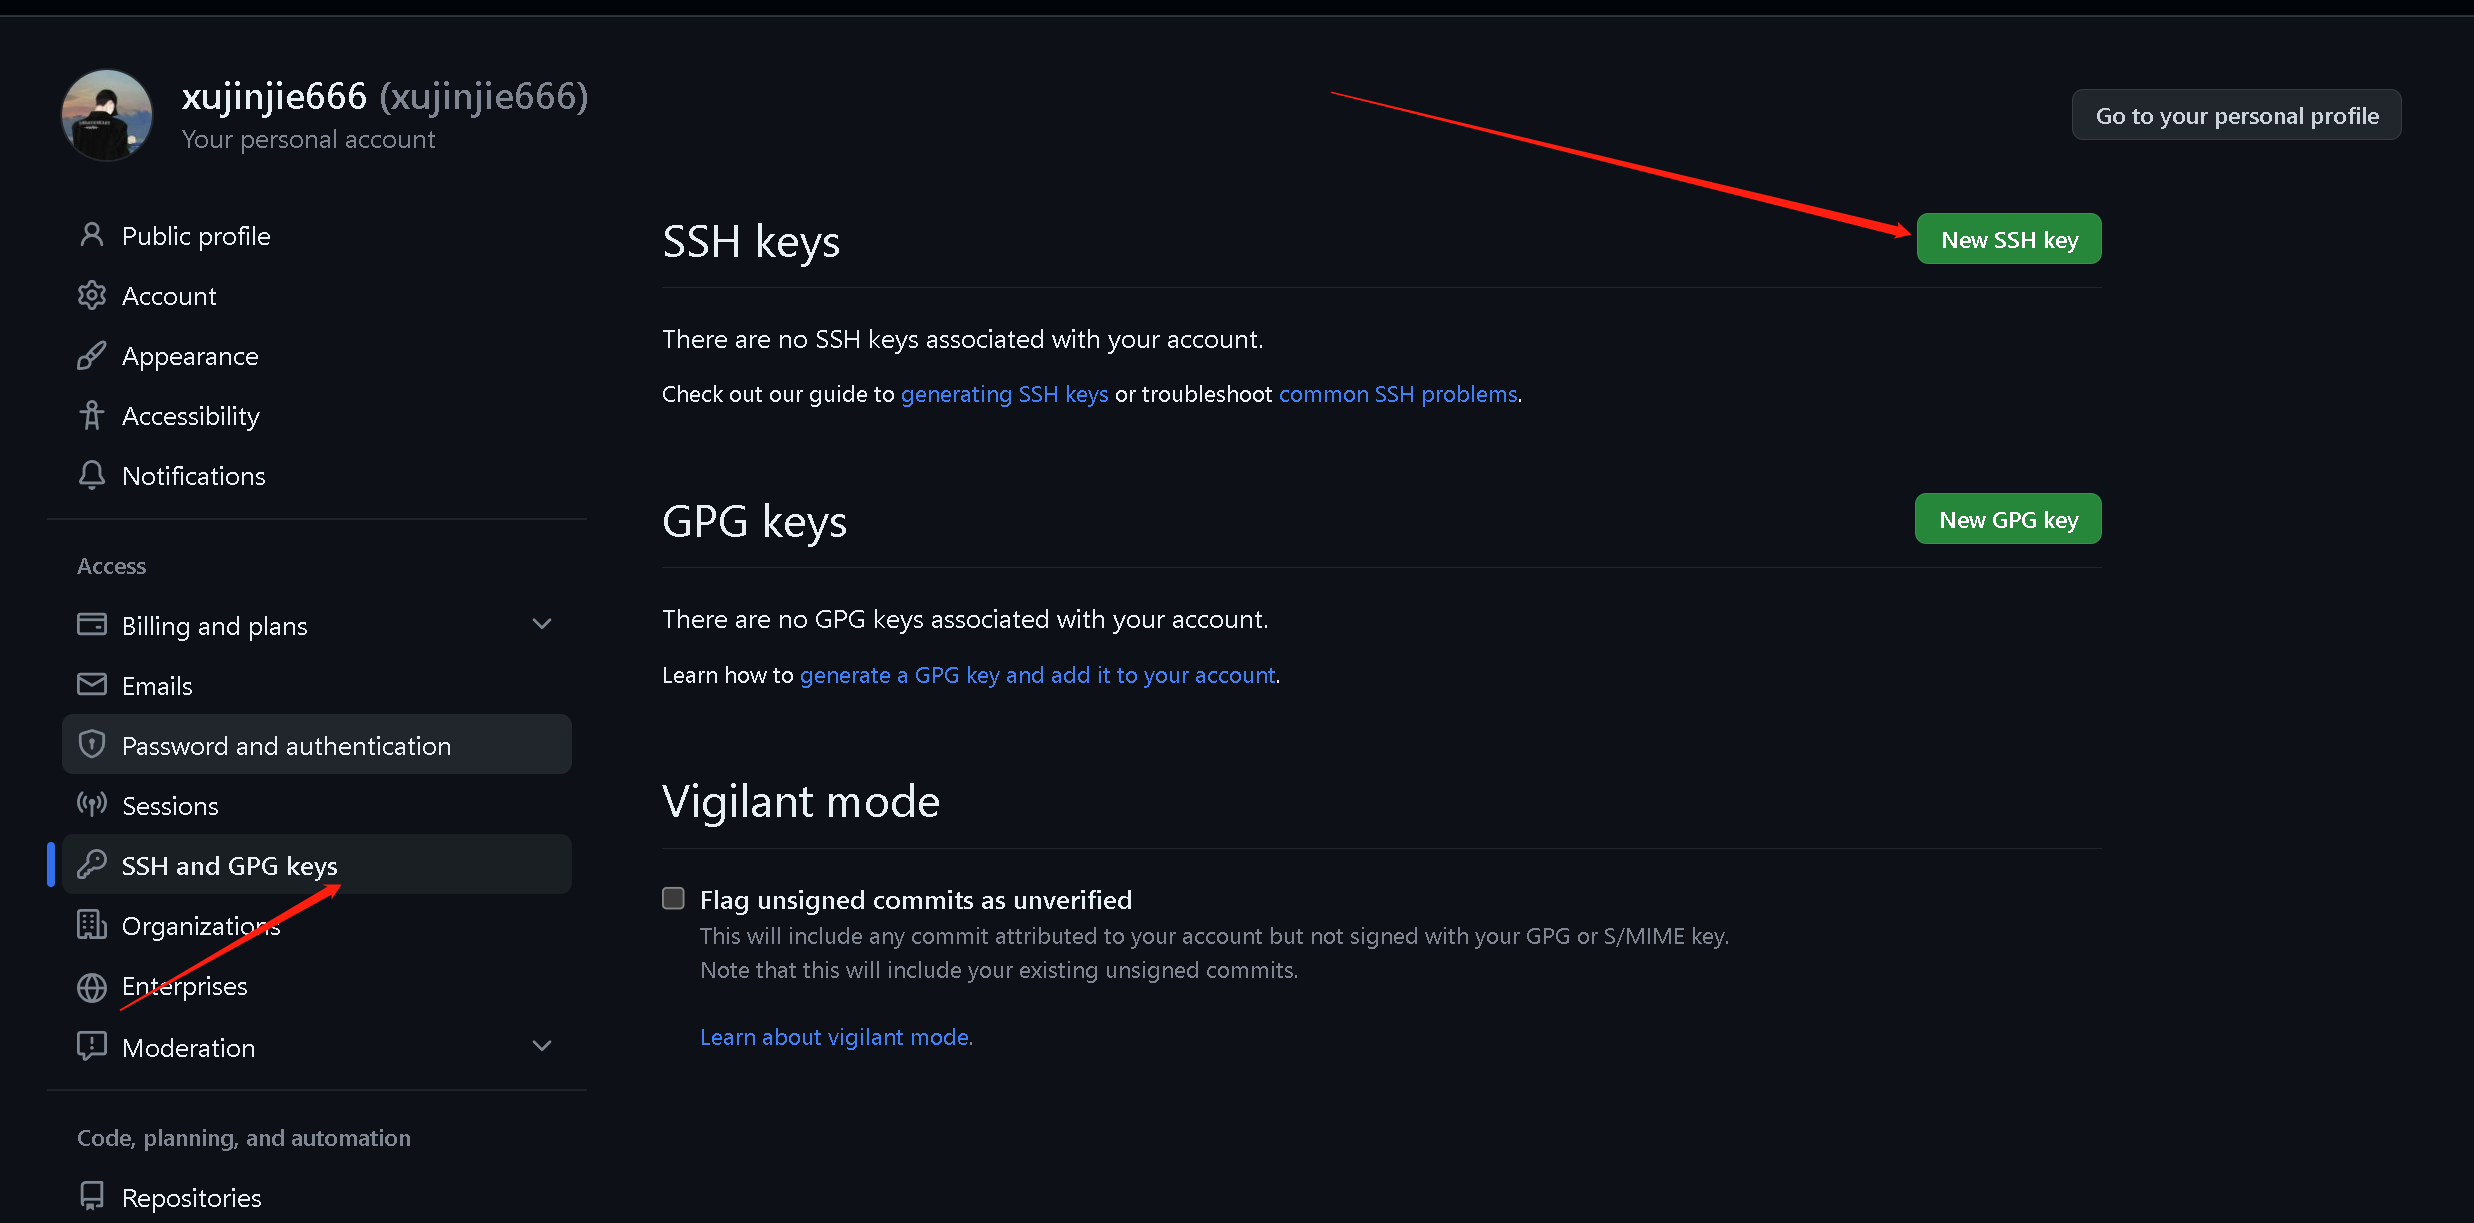 xujinjie666 (xujinjie666)
Your personal account
Go to your personal profile
Public profile
Account
Appearance
Accessibility
Notifications
Access
Billing and plans
Emails
Password and authentication
Sessions
SSH and GPG keys
Organizations
Enterprises
Moderation
Code, planning, and automation
Repositories
SSH keys
New SSH key
There are no SSH keys associated with your account.
Check out our guide to generating SSH keys or troubleshoot common SSH problems.
GPG keys
New GPG key
There are no GPG keys associated with your account.
Learn how to generate a GPG key and add it to your account.
Vigilant mode
Flag unsigned commits as unverified
This will include any commit attributed to your account but not signed with your GPG or S/MIME key.
Note that this will include your existing unsigned commits.
Learn about vigilant mode.